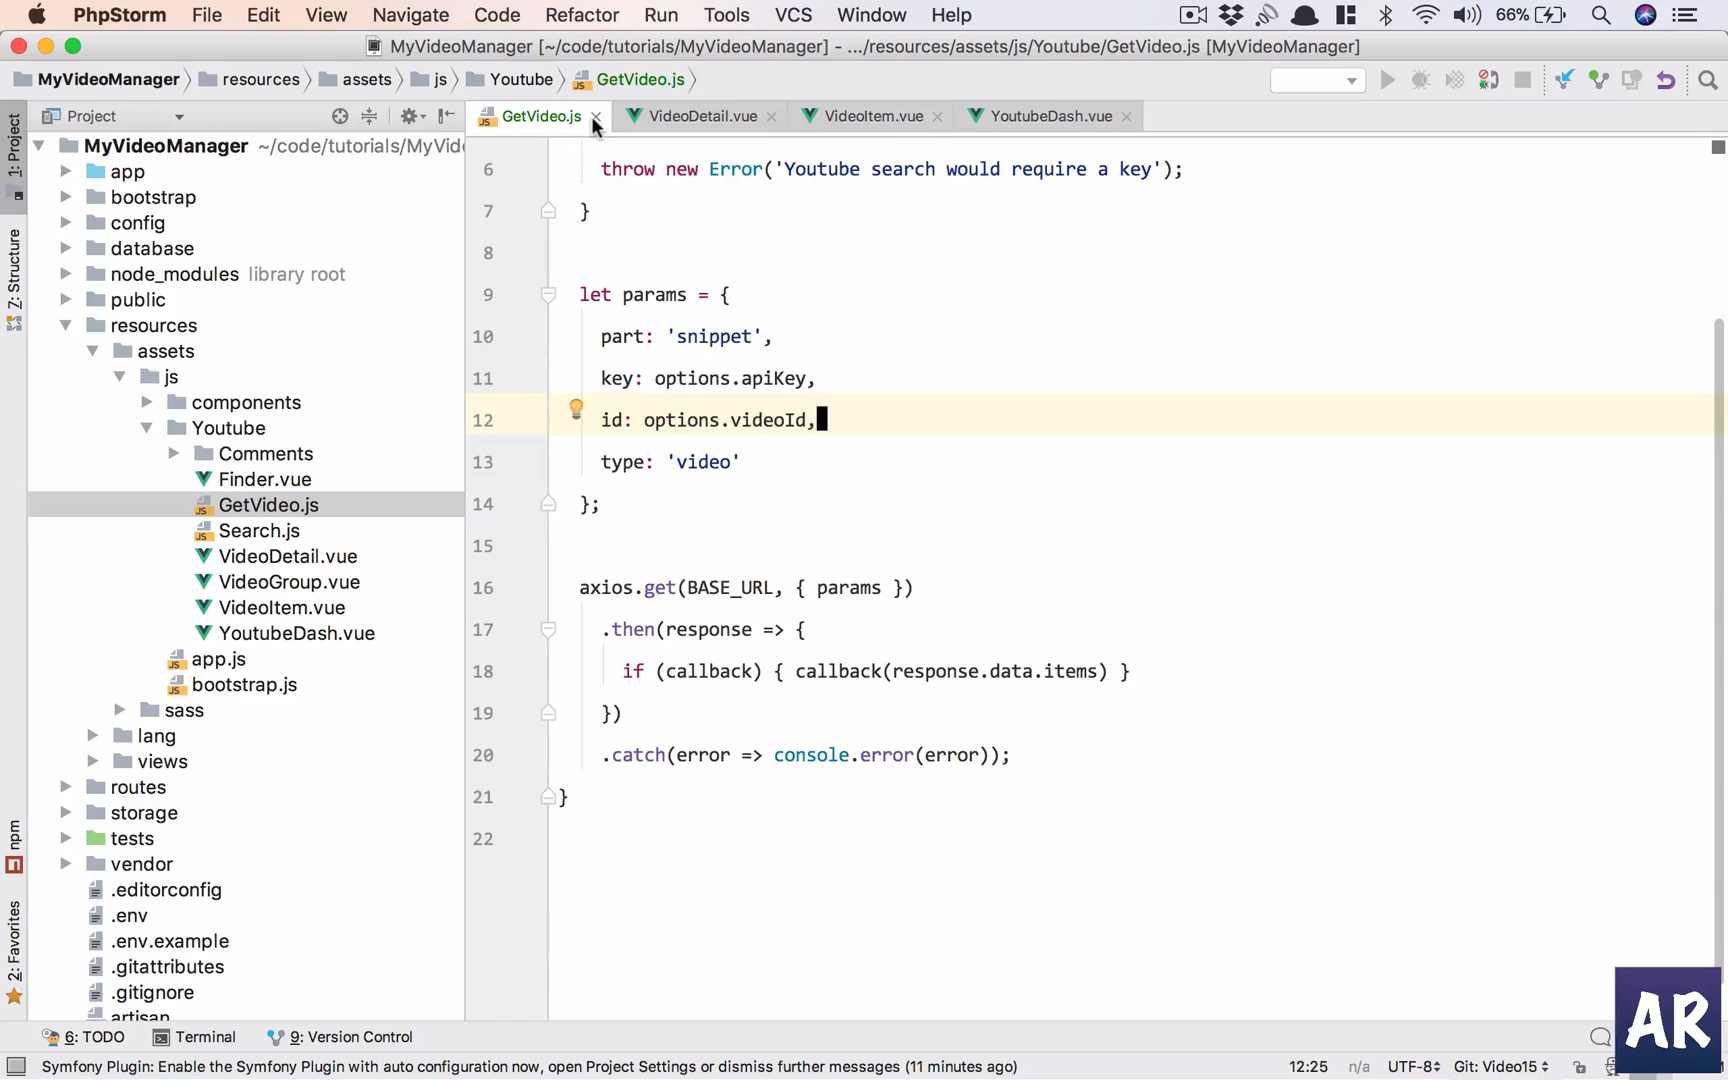 PhpStorm File Edit View Navigate Code Refactor Run Tools VCS Window Help 66%
MyVideoManager [~/code/tutorials/MyVideoManager] - .../resources/assets/js/Youtube/GetVideo.js [MyVideoManager]
MyVideoManager resources assets js Youtube GetVideo.js
Project
GetVideo.js VideoDetail.vue VideoItem.vue YoutubeDash.vue
1: Project
7: Structure
npm
2: Favorites
MyVideoManager ~/code/tutorials/MyVid
app
bootstrap
config
database
node_modules library root
public
resources
assets
js
components
Youtube
Comments
Finder.vue
GetVideo.js
Search.js
VideoDetail.vue
VideoGroup.vue
VideoItem.vue
YoutubeDash.vue
app.js
bootstrap.js
sass
lang
views
routes
storage
tests
vendor
.editorconfig
.env
.env.example
.gitattributes
.gitignore
artisan
6 throw new Error('Youtube search would require a key');
7 }
8
9 let params = {
10 part: 'snippet',
11 key: options.apiKey,
12 id: options.videoId,
13 type: 'video'
14 };
15
16 axios.get(BASE_URL, { params })
17 .then(response => {
18 if (callback) { callback(response.data.items) }
19 })
20 .catch(error => console.error(error));
21 }
22
AR
6: TODO Terminal 9: Version Control
Symfony Plugin: Enable the Symfony Plugin with auto configuration now, open Project Settings or dismiss further messages (11 minutes ago) 12:25 n/a UTF-8 Git: Video15